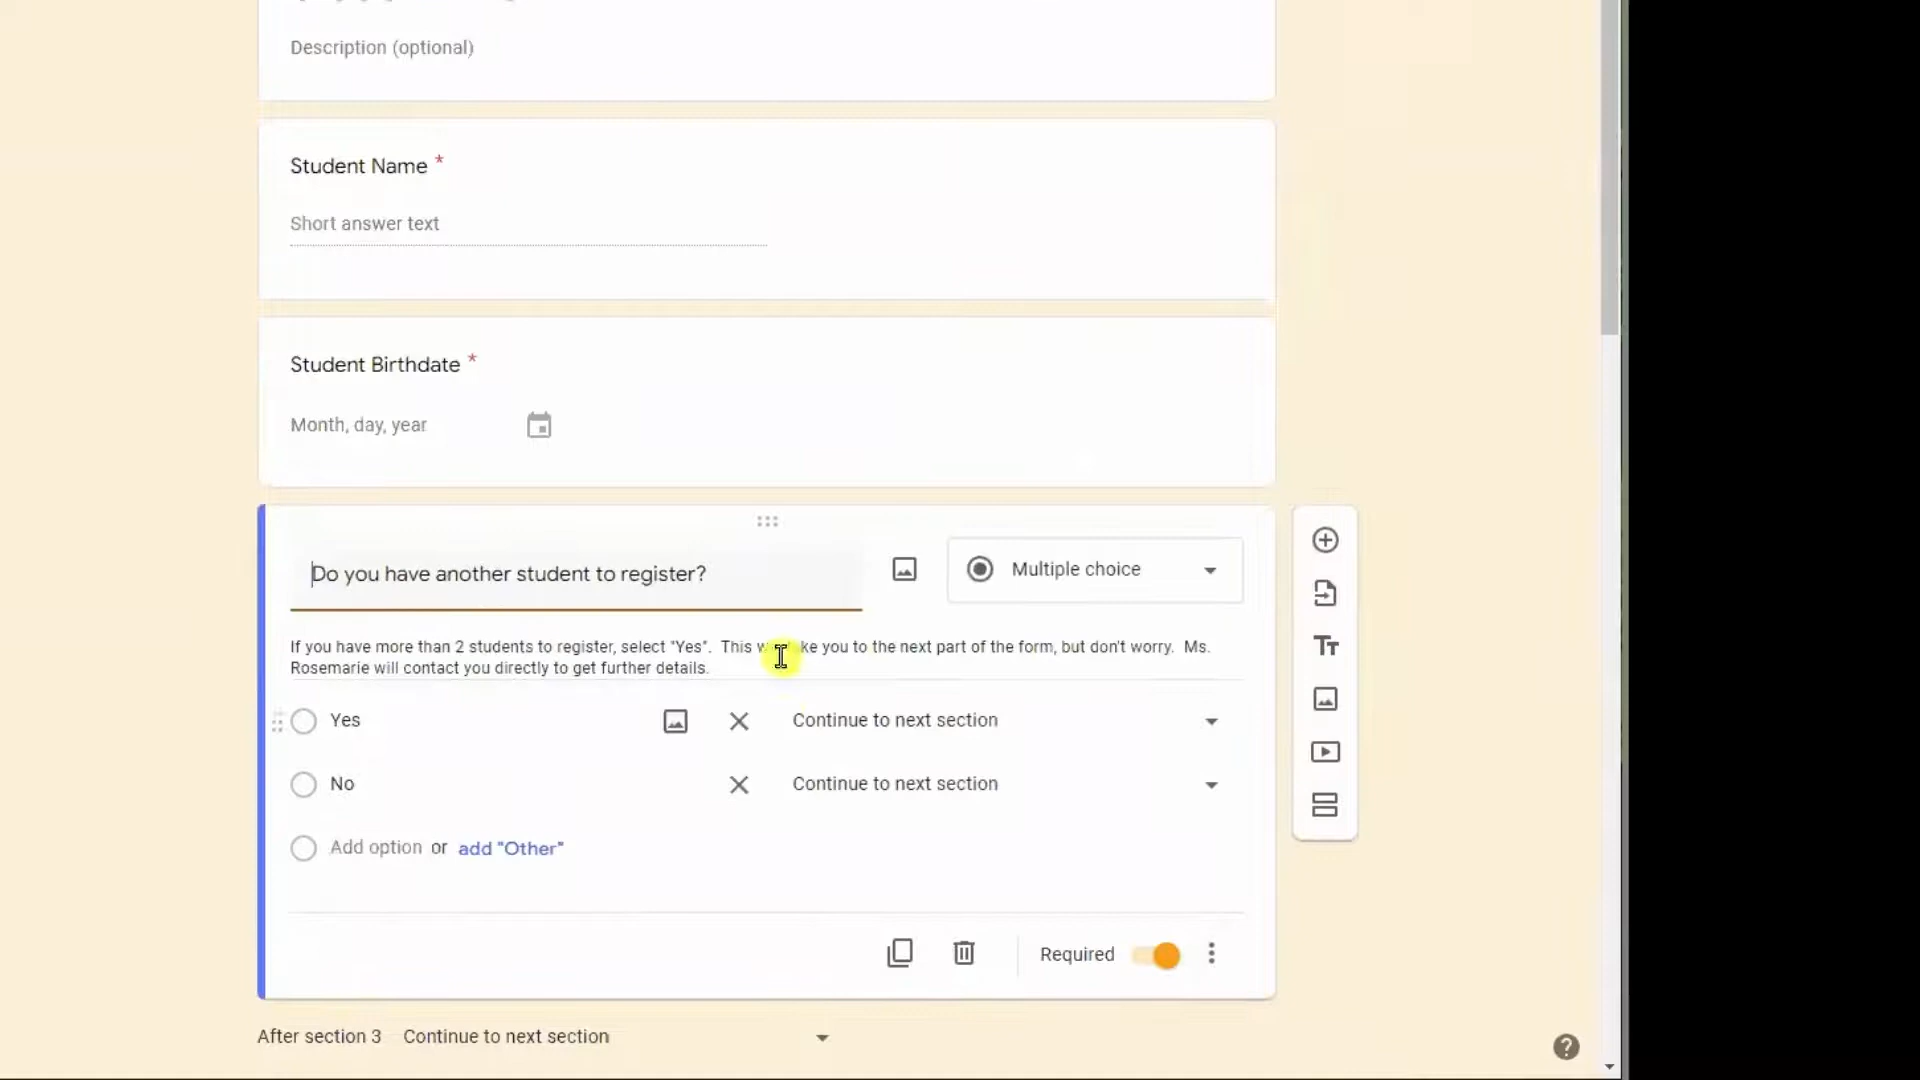 Description (optional)
Student Name *
Short answer text
Student Birthdate *
Month, day, year
Do you have another student to register?
Multiple choice
If you have more than 2 students to register, select "Yes". This you to the next part of the form, but don't worry. Ms.
Rosemarie will contact you directly to get further details.
Yes
Continue to next section
No
Continue to next section
Add option or add "Other"
Required
After section 3 Continue to next section